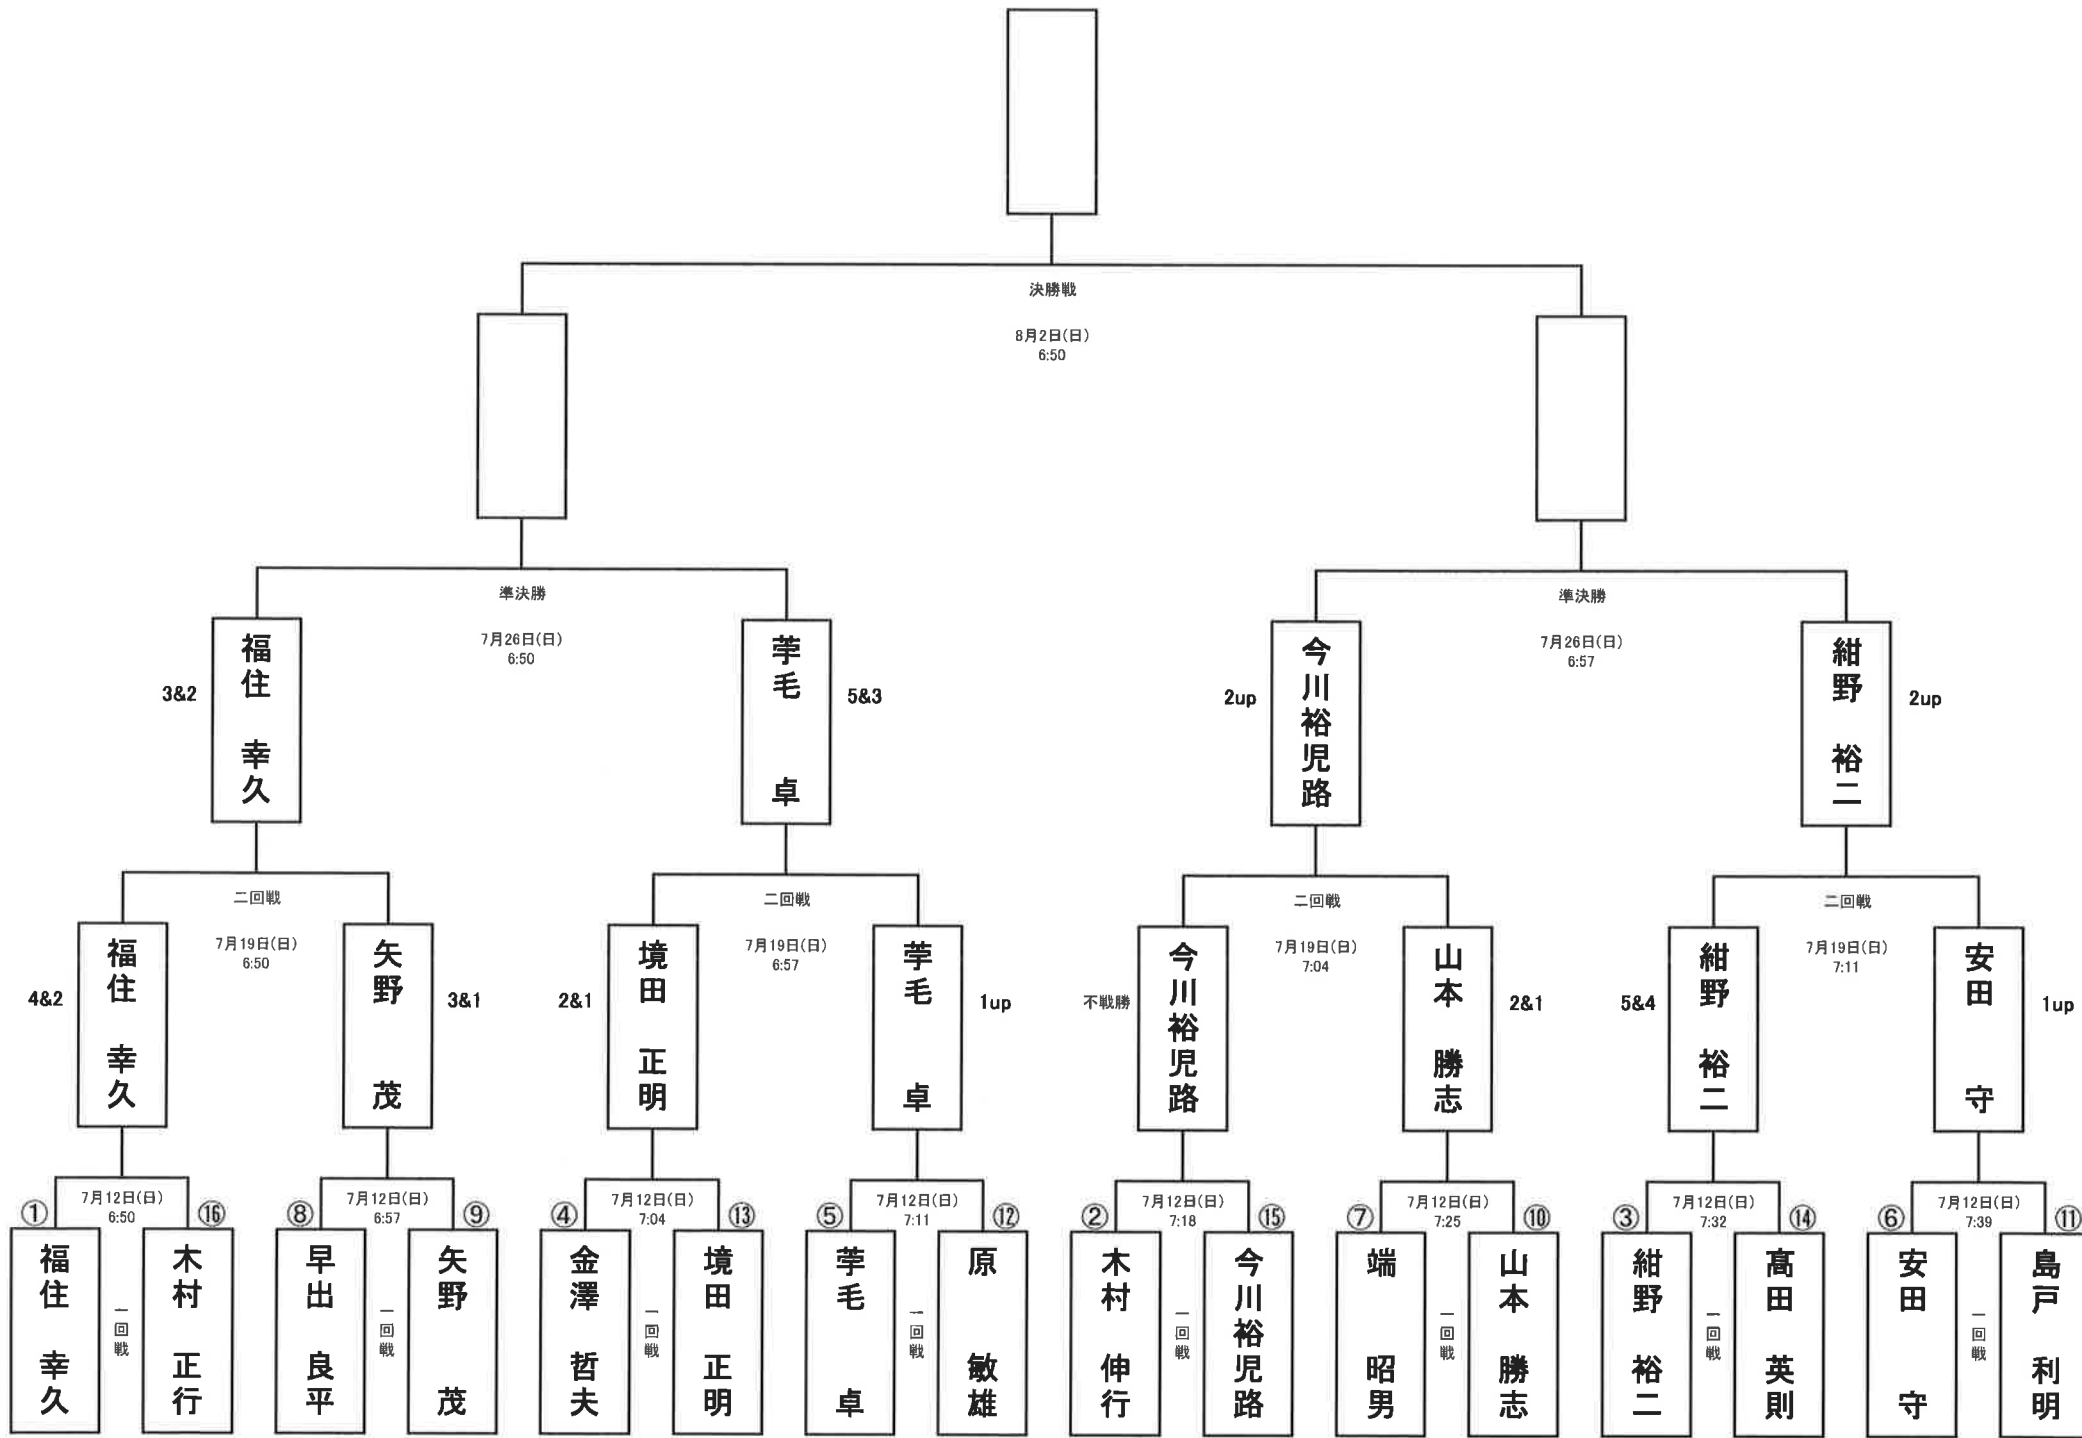 決勝戦
8月2日(日)
6:50
準決勝
7月26日(日)
6:50
準決勝
7月26日(日)
6:57
3&2
福住 幸久
苧毛 卓
5&3
2up
今川裕児路
紺野 裕二
2up
二回戦
7月19日(日)
6:50
二回戦
7月19日(日)
6:57
二回戦
7月19日(日)
7:04
二回戦
7月19日(日)
7:11
4&2
福住 幸久
矢野 茂
3&1
2&1
境田 正明
苧毛 卓
1up
不戦勝
今川裕児路
山本 勝志
2&1
5&4
紺野 裕二
安田 守
1up
①
7月12日(日)
6:50
⑯
⑧
7月12日(日)
6:57
⑨
④
7月12日(日)
7:04
⑬
⑤
7月12日(日)
7:11
⑫
②
7月12日(日)
7:18
⑮
⑦
7月12日(日)
7:25
⑩
③
7月12日(日)
7:32
⑭
⑥
7月12日(日)
7:39
⑪
福住 幸久
一回戦
木村 正行
早出 良平
一回戦
矢野 茂
金澤 哲夫
一回戦
境田 正明
苧毛 卓
一回戦
原 敏雄
木村 伸行
一回戦
今川裕児路
端 昭男
一回戦
山本 勝志
紺野 裕二
一回戦
髙田 英則
安田 守
一回戦
島戸 利明